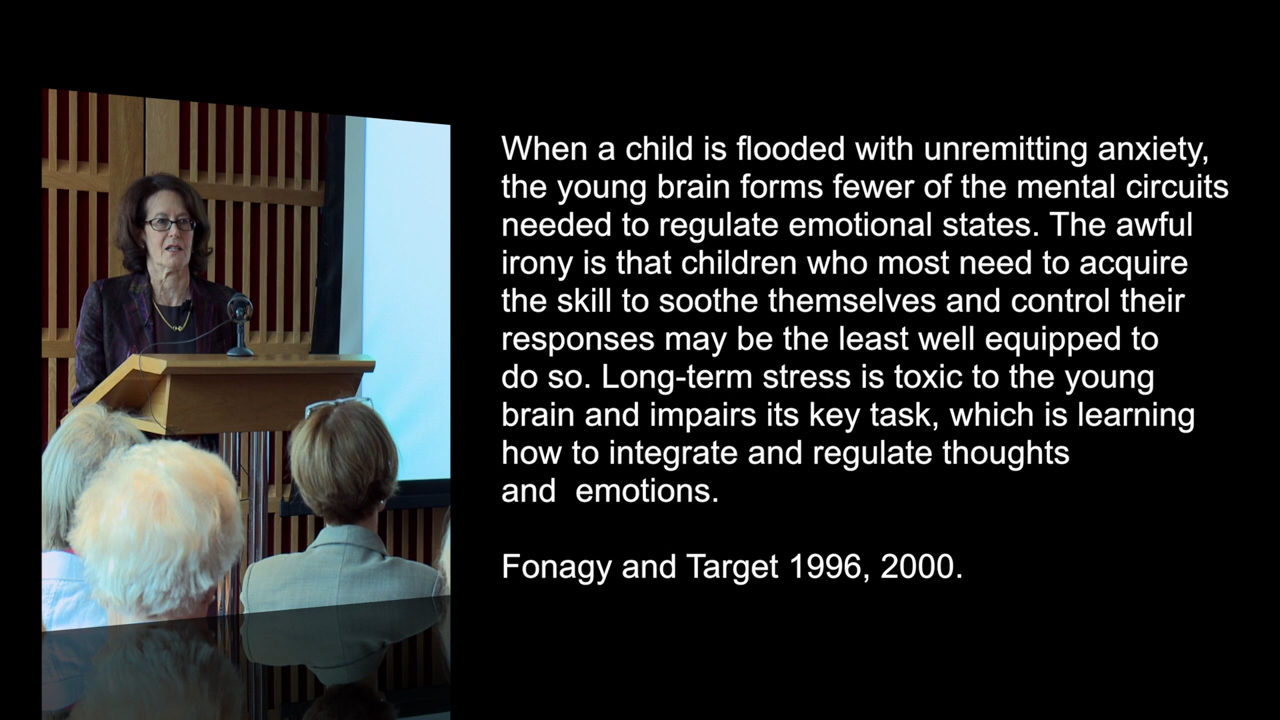 When a child is flooded with unremitting anxiety,
the young brain forms fewer of the mental circuits
needed to regulate emotional states. The awful
irony is that children who most need to acquire
the skill to soothe themselves and control their
responses may be the least well equipped to
do so. Long-term stress is toxic to the young
brain and impairs its key task, which is learning
how to integrate and regulate thoughts
and  emotions.
Fonagy and Target 1996, 2000.